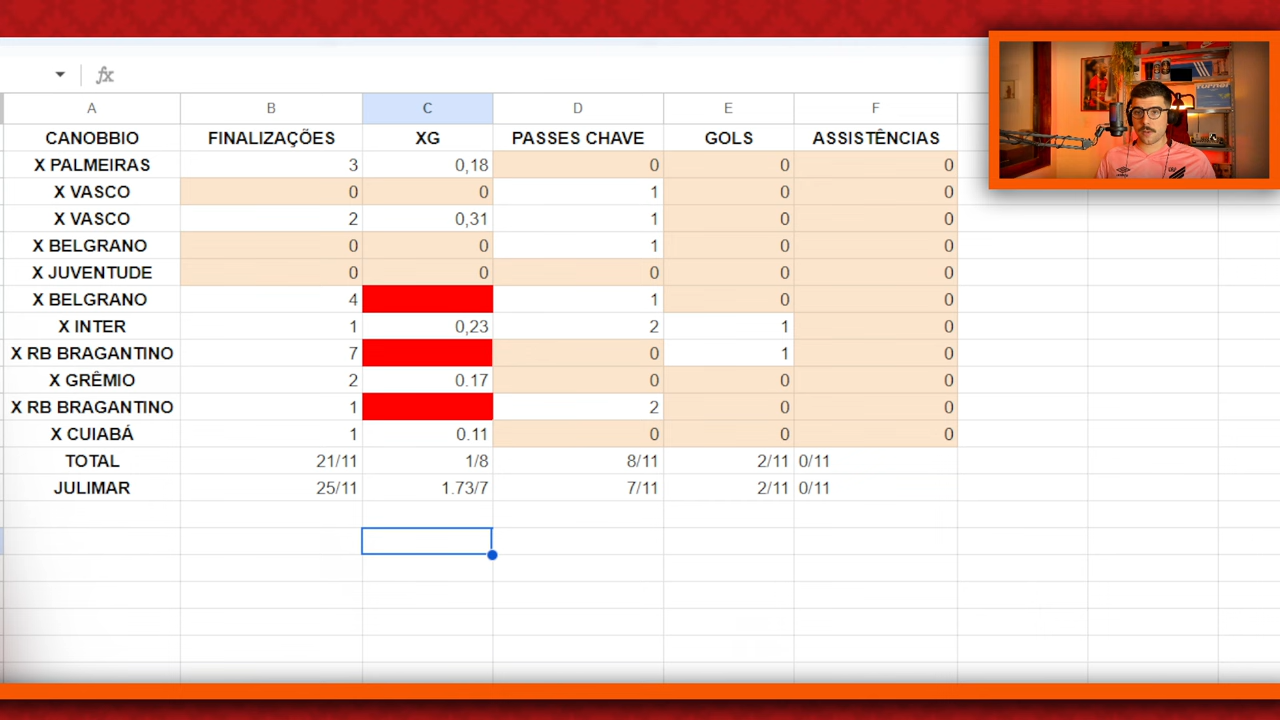 fx
A B C D E F
CANOBBIO FINALIZAÇÕES XG PASSES CHAVE GOLS ASSISTÊNCIAS
X PALMEIRAS 3 0,18 0 0 0
X VASCO 0 0 1 0 0
X VASCO 2 0,31 1 0 0
X BELGRANO 0 0 1 0 0
X JUVENTUDE 0 0 0 0 0
X BELGRANO 4 1 0 0
X INTER 1 0,23 2 1 0
X RB BRAGANTINO 7 0 1 0
X GRÊMIO 2 0.17 0 0 0
X RB BRAGANTINO 1 2 0 0
X CUIABÁ 1 0.11 0 0 0
TOTAL 21/11 1/8 8/11 2/11 0/11
JULIMAR 25/11 1.73/7 7/11 2/11 0/11